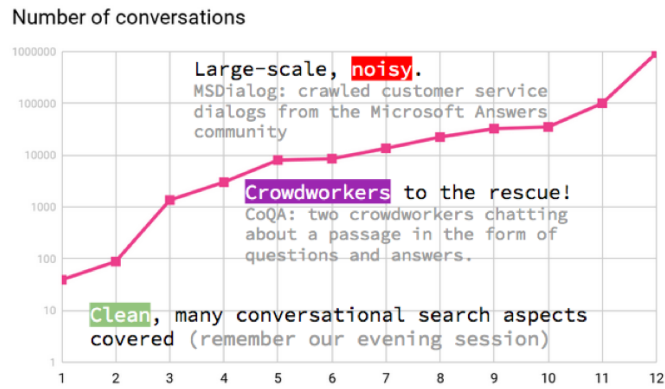 Number of conversations
1000000
Large-scale, noisy.
MSDialog: crawled customer service
100000
dialogs from the Microsoft Answers
community
10000
Crowdworkers to the rescue!
1000
CoQA: two crowdworkers chatting
about a passage in the form of
100
questions and answers.
10
Clean, many conversational search aspects
covered (remember our evening session)
1
1 2 3 4 5 6 7 8 9 10 11 12